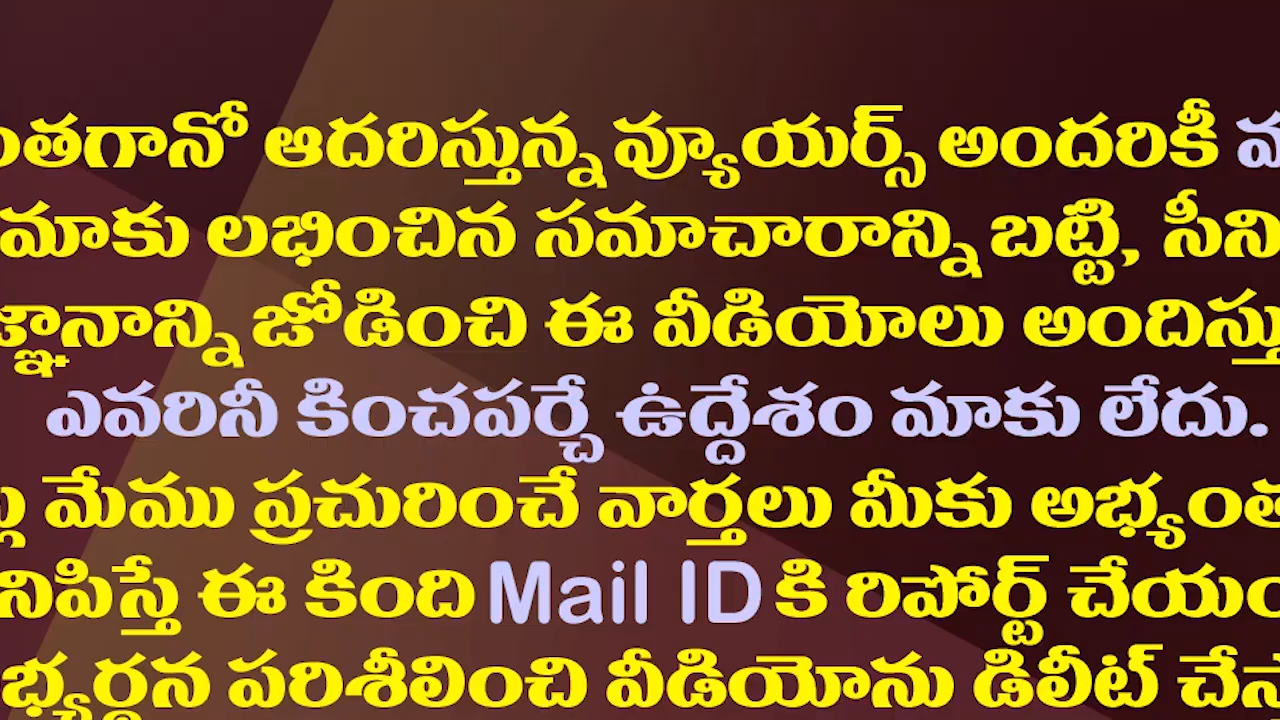 ంతగానో ఆదరిస్తున్న వ్యూయర్స్ అందరికీ
మాకు లభించిన సమాచారాన్ని బట్టి, సీని
జ్ఞానాన్ని జోడించి ఈ వీడియోలు అందిస్తు
ఎవరినీ కించపర్చే ఉద్దేశం మాకు లేదు.
మేము ప్రచురించే వార్తలు మీకు అభ్యంత
నిపిస్తే ఈ కింది Mail ID కి రిపోర్ట్ చేయం
భ్యర్థన పరిశీలించి వీడియోను డిలీట్ చేస